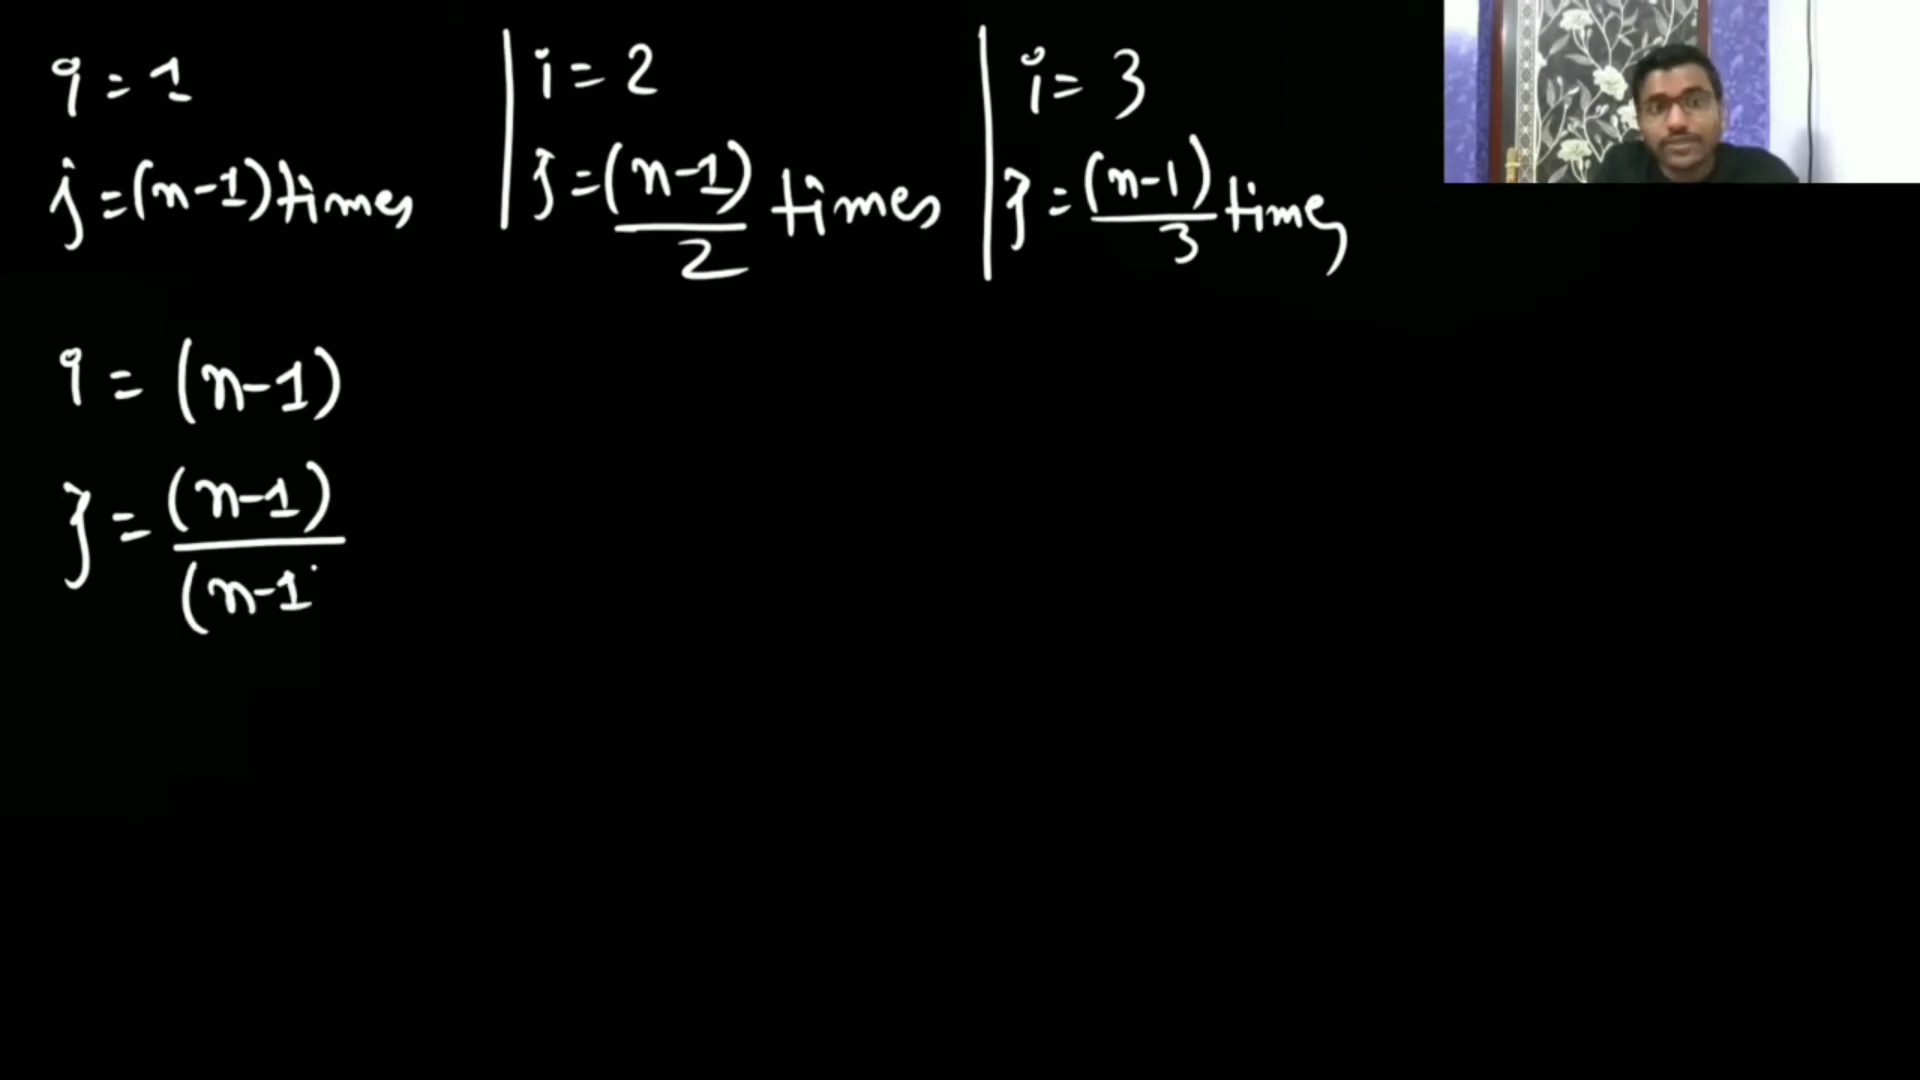 i = 1
j = (n-1) times
i = 2
j = (n-1)/2 times
i = 3
j = (n-1)/3 times
i = (n-1)
j = (n-1)/(n-1